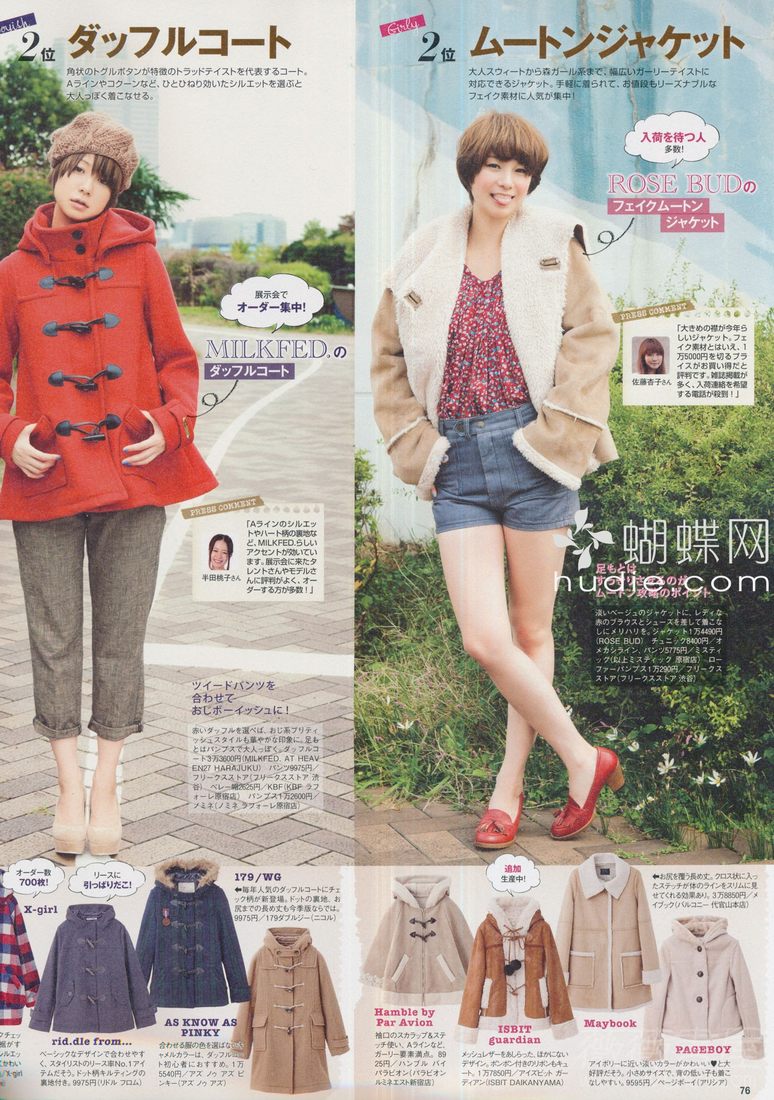 oyish
2位 ダッフルコート
角状のトグルボタンが特徴のトラッドテイストを代表するコート。
Aラインやコクーンなど、ひとひねり効いたシルエットを選ぶと
大人っぽく着こなせる。
展示会で
オーダー集中!
MILKFED.の
ダッフルコート
PRESS COMMENT
「Aラインのシルエッ
トやハート柄の裏地な
ど、MILKFED.らしい
アクセントが効いてい
ます。展示会に来たタ
レントさんやモデルさ
んに評判がよく、オー
ダーする方が多数!」
半田桃子さん
ツイードパンツを
合わせて
おじボーイッシュに!
赤いダッフルを選べば、おじ系ブリティ
ッシュスタイルも華やかな印象に。足も
とはパンプスで大人っぽく。ダッフルコ
ート3万3600円(MILKFED. AT HEAV
EN27 HARAJUKU) パンツ9975円/
フリークスストア(フリークスストア 渋
谷) ベレー帽2625円/KBF(KBF ラフ
ォーレ原宿店) パンプス1万2600円/
ノミネ(ノミネ ラフォーレ原宿店)
Girly
2位 ムートンジャケット
大人スウィートから森ガール系まで、幅広いガーリーテイストに
対応できるジャケット。手軽に着られて、お値段もリーズナブルな
フェイク素材に人気が集中!
入荷を待つ人
多数!
ROSE BUDの
フェイクムートン
ジャケット
PRESS COMMENT
「大きめの襟が今年ら
しいジャケット。フェ
イク素材とはいえ、1
万5000円を切るプラ
イスがお買い得だと
評判です。雑誌掲載が
多く、入荷連絡を希望
する電話が殺到!」
佐藤杏子さん
蝴蝶网
hudie.com
足もとは
ムートン攻略のポイント
淡いベージュのジャケットに、レディな
赤のブラウスとシューズを差して着こな
しにメリハリを。ジャケット1万4490円
(ROSE BUD) チュニック8400円/オ
メカシライン、パンツ5775円/ミスティ
ック(以上ミスティック 原宿店) ロー
ファーパンプス1万290円/フリークス
ストア(フリークスストア 渋谷)
オーダー数
700枚!
X-girl
リースに
引っぱりだこ!
rid.dle from...
ベーシックなデザインで合わせやす
く、スタイリストのリース率No.1アイ
テムだそう。ドット柄キルティングの
裏地付き。9975円(リドル フロム)
179/WG
⬅毎年人気のダッフルコートにチェ
ック柄が新登場。ドットの裏地、お
尻までの長め丈も今季版ならでは。
9975円/179ダブルジー(ニコル)
AS KNOW AS
PINKY
合わせる服の色を選ばない
キャメルカラーは、ダッフルコ
ート初心者におすすめ。1万
5540円/アズ ノゥ アズ ピ
ンキー(アズ ノゥ アズ)
Hamble by
Par Avion
袖口のスカラップ&ステ
ッチ使い、Aラインなど、
ガーリー要素満点。89
25円/ハンブル バイ
パラビオン(パラビオン
ルミネエスト新宿店)
追加
生産中!
ISBIT
guardian
メッシュレザーをあしらった、ほかにない
デザイン。ポンポン付きのリボンもキュ
ート。1万7850円/アイズビット ガー
ディアン(ISBIT DAIKANYAMA)
⬅お尻を覆う長め丈。クロス状に入
ったステッチが体のラインをスリムに見
せてくれる効果あり。3万8850円/メ
イブック(バルコニー 代官山本店)
Maybook
PAGEBOY
アイボリーに近い淡いカラーがかわいい♥と大
好評だそう。小さめサイズで、背の低い子も着こ
なしやすい。9595円/ページボーイ(アリシア)
76